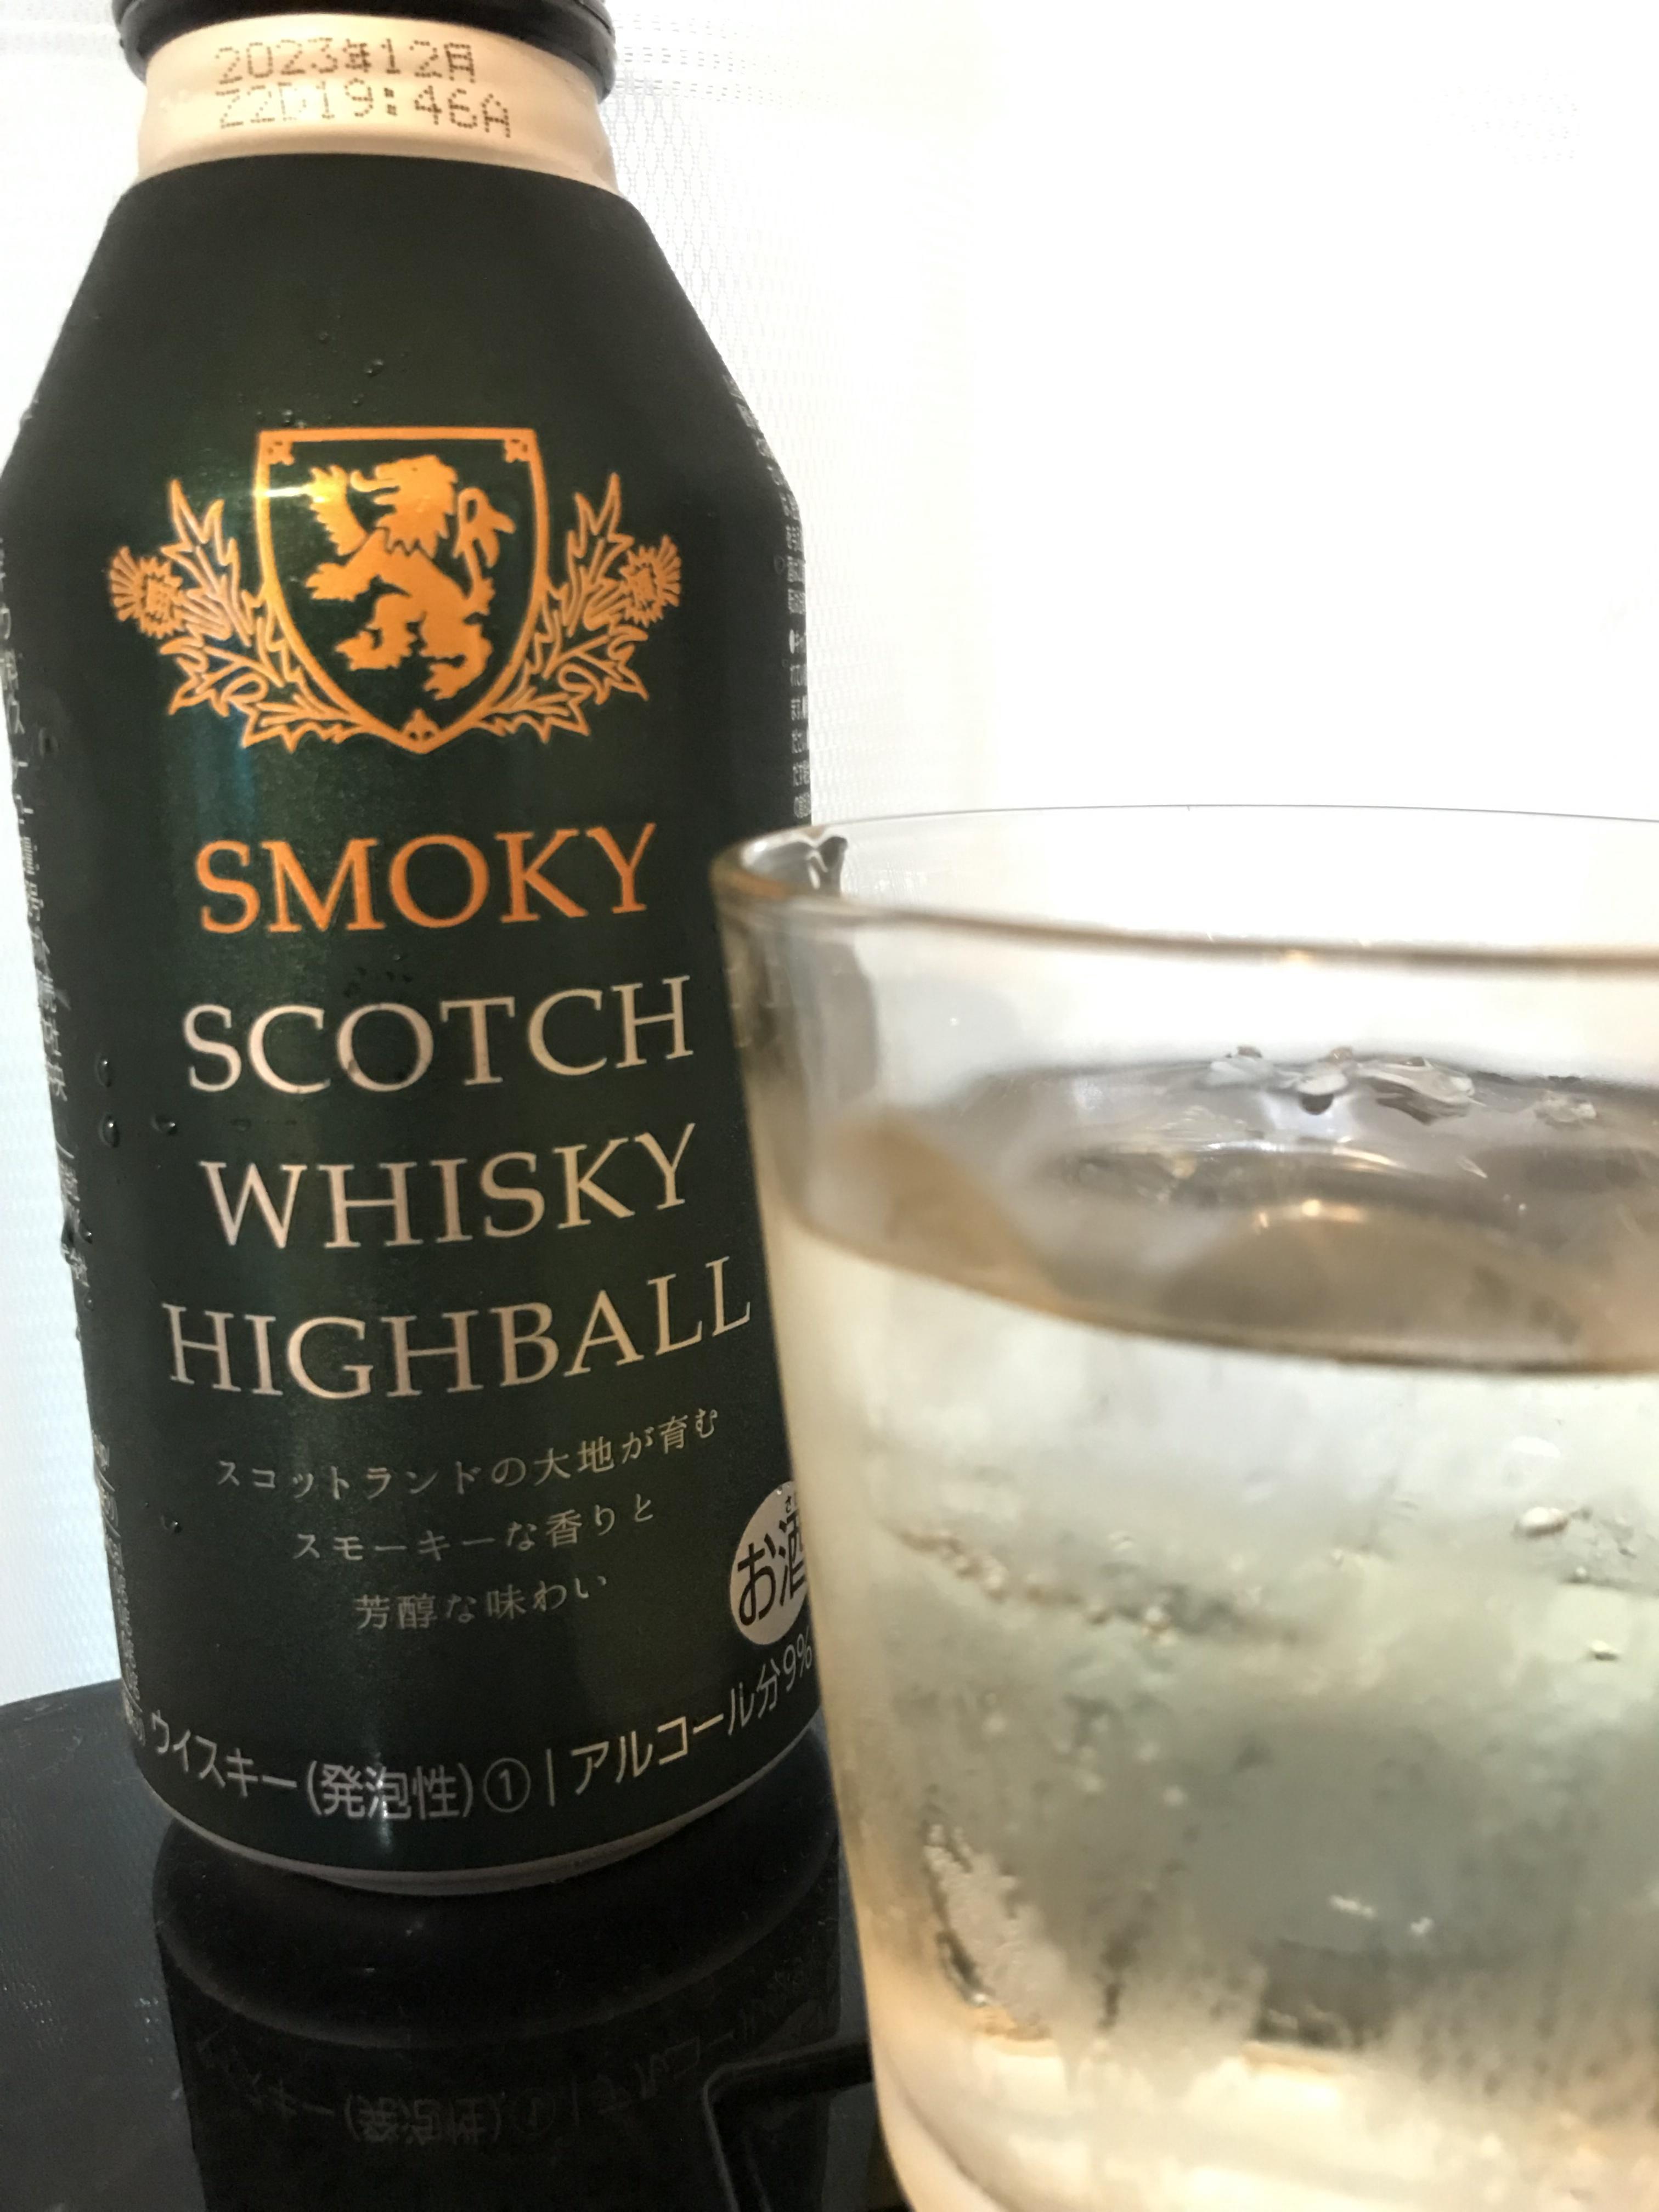 2023年12月
Z2D19:46A
SMOKY
SCOTCH
WHISKY
HIGHBALL
スコットランドの大地が育む
スモーキーな香りと
芳醇な味わい
お酒
ウイスキー(発泡性)①|アルコール分9%